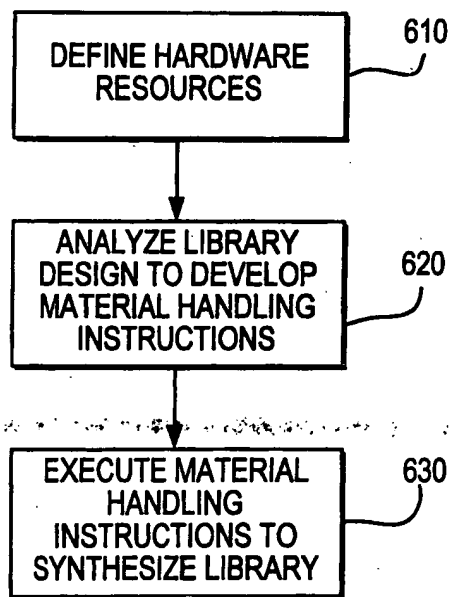 DEFINE HARDWARE
RESOURCES
610
ANALYZE LIBRARY
DESIGN TO DEVELOP
MATERIAL HANDLING
INSTRUCTIONS
620
EXECUTE MATERIAL
HANDLING
INSTRUCTIONS TO
SYNTHESIZE LIBRARY
630